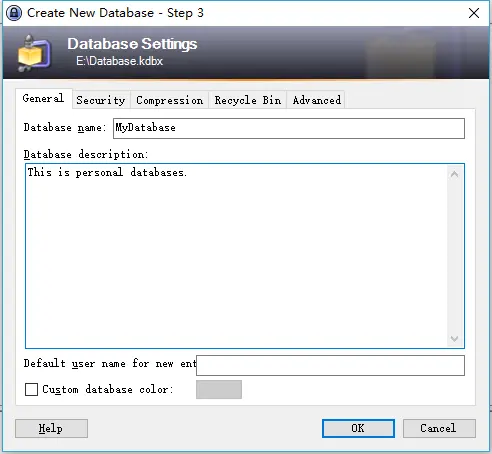 Create New Database - Step 3
Database Settings
E:\Database.kdbx
General Security Compression Recycle Bin Advanced
Database name: MyDatabase
Database description:
This is personal databases.
Default user name for new ent
Custom database color:
Help OK Cancel